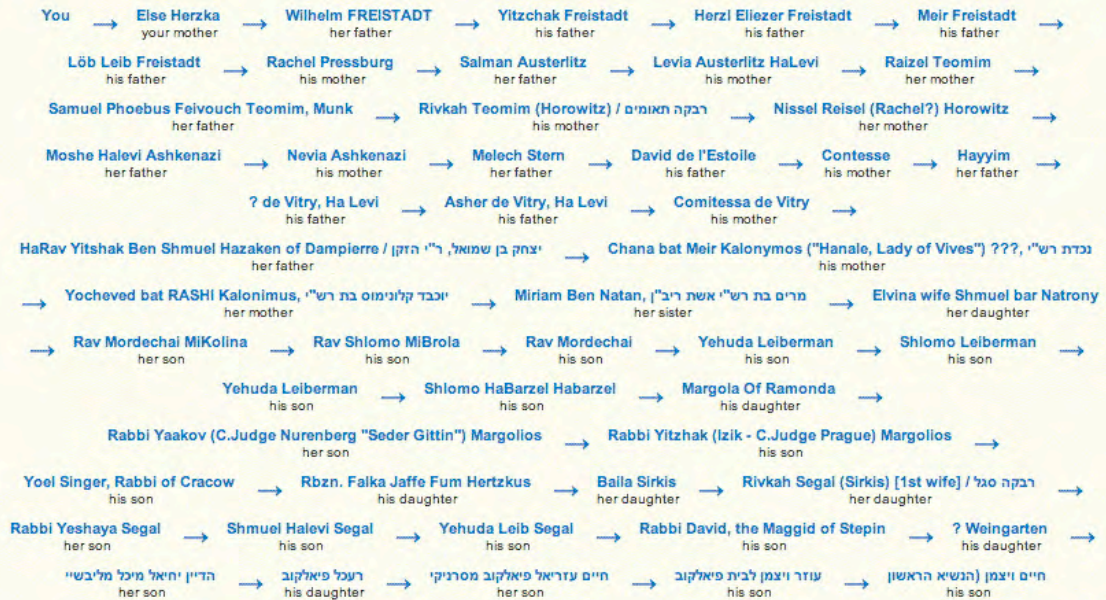 You → Else Herzka → Wilhelm FREISTADT → Yitzchak Freistadt → Herzl Eliezer Freistadt → Meir Freistadt →
your mother her father his father his father his father
Löb Leib Freistadt → Rachel Pressburg → Salman Austerlitz → Levia Austerlitz HaLevi → Raizel Teomim →
his father his mother her father his mother her mother
Samuel Phoebus Feivouch Teomim, Munk → Rivkah Teomim (Horowitz) / רבקה תאומים → Nissel Reisel (Rachel?) Horowitz →
her father his mother her mother
Moshe Halevi Ashkenazi → Nevia Ashkenazi → Melech Stern → David de l'Estoile → Contesse → Hayyim →
her father his mother her father his father his mother her father
? de Vitry, Ha Levi → Asher de Vitry, Ha Levi → Comitessa de Vitry →
his father his father his mother
HaRav Yitshak Ben Shmuel Hazaken of Dampierre / יצחק בן שמואל, ר"י הזקן → Chana bat Meir Kalonymos ("Hanale, Lady of Vives") ???, נכדת רש"י
her father his mother
→ Yocheved bat RASHI Kalonimus, יוכבד קלונימוס בת רש"י → Miriam Ben Natan, מרים בת רש"י אשת ריב"ן → Elvina wife Shmuel bar Natrony
her mother her sister her daughter
→ Rav Mordechai MiKolina → Rav Shlomo MiBrola → Rav Mordechai → Yehuda Leiberman → Shlomo Leiberman →
her son his son his son his son his son
Yehuda Leiberman → Shlomo HaBarzel Habarzel → Margola Of Ramonda →
his son his son his daughter
Rabbi Yaakov (C.Judge Nurenberg "Seder Gittin") Margolios → Rabbi Yitzhak (Izik - C.Judge Prague) Margolios →
her son his son
Yoel Singer, Rabbi of Cracow → Rbzn. Falka Jaffe Fum Hertzkus → Baila Sirkis → Rivkah Segal (Sirkis) [1st wife] / רבקה סגל →
his son his daughter her daughter her daughter
Rabbi Yeshaya Segal → Shmuel Halevi Segal → Yehuda Leib Segal → Rabbi David, the Maggid of Stepin → ? Weingarten →
her son his son his son his son his daughter
הדיין יחיאל מיכל מליבשיי → רעכל פיאלקוב → חיים עזריאל פיאלקוב מסרניקי → עוזר ויצמן לבית פיאלקוב → חיים ויצמן (הנשיא הראשון
her son his daughter her son his son his son